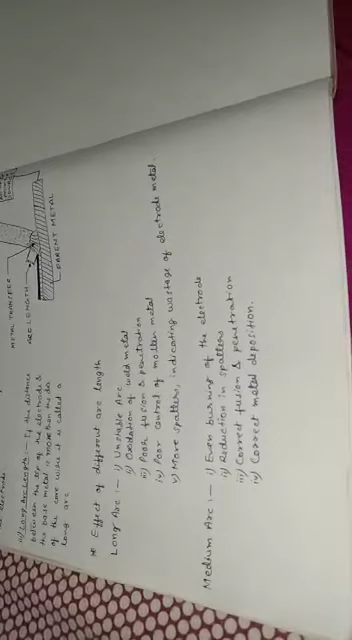 METAL TRANSFER
ARC LENGTH
PARENT METAL
iii) Long Arc Length :- If the distance
between the tip of the electrode &
the base metal is more than the dia
of the core wire it is called a
long arc
* Effect of different arc length
Long Arc :- i) Unstable Arc
ii) Oxidation of weld metal
iii) Poor fusion & penetration
iv) Poor control of molten metal
v) More spatters, indicating wastage of electrode metal.
Medium Arc :- i) Even burning of the electrode
ii) Reduction in spatters
iii) Correct fusion & penetration
iv) Correct metal deposition.